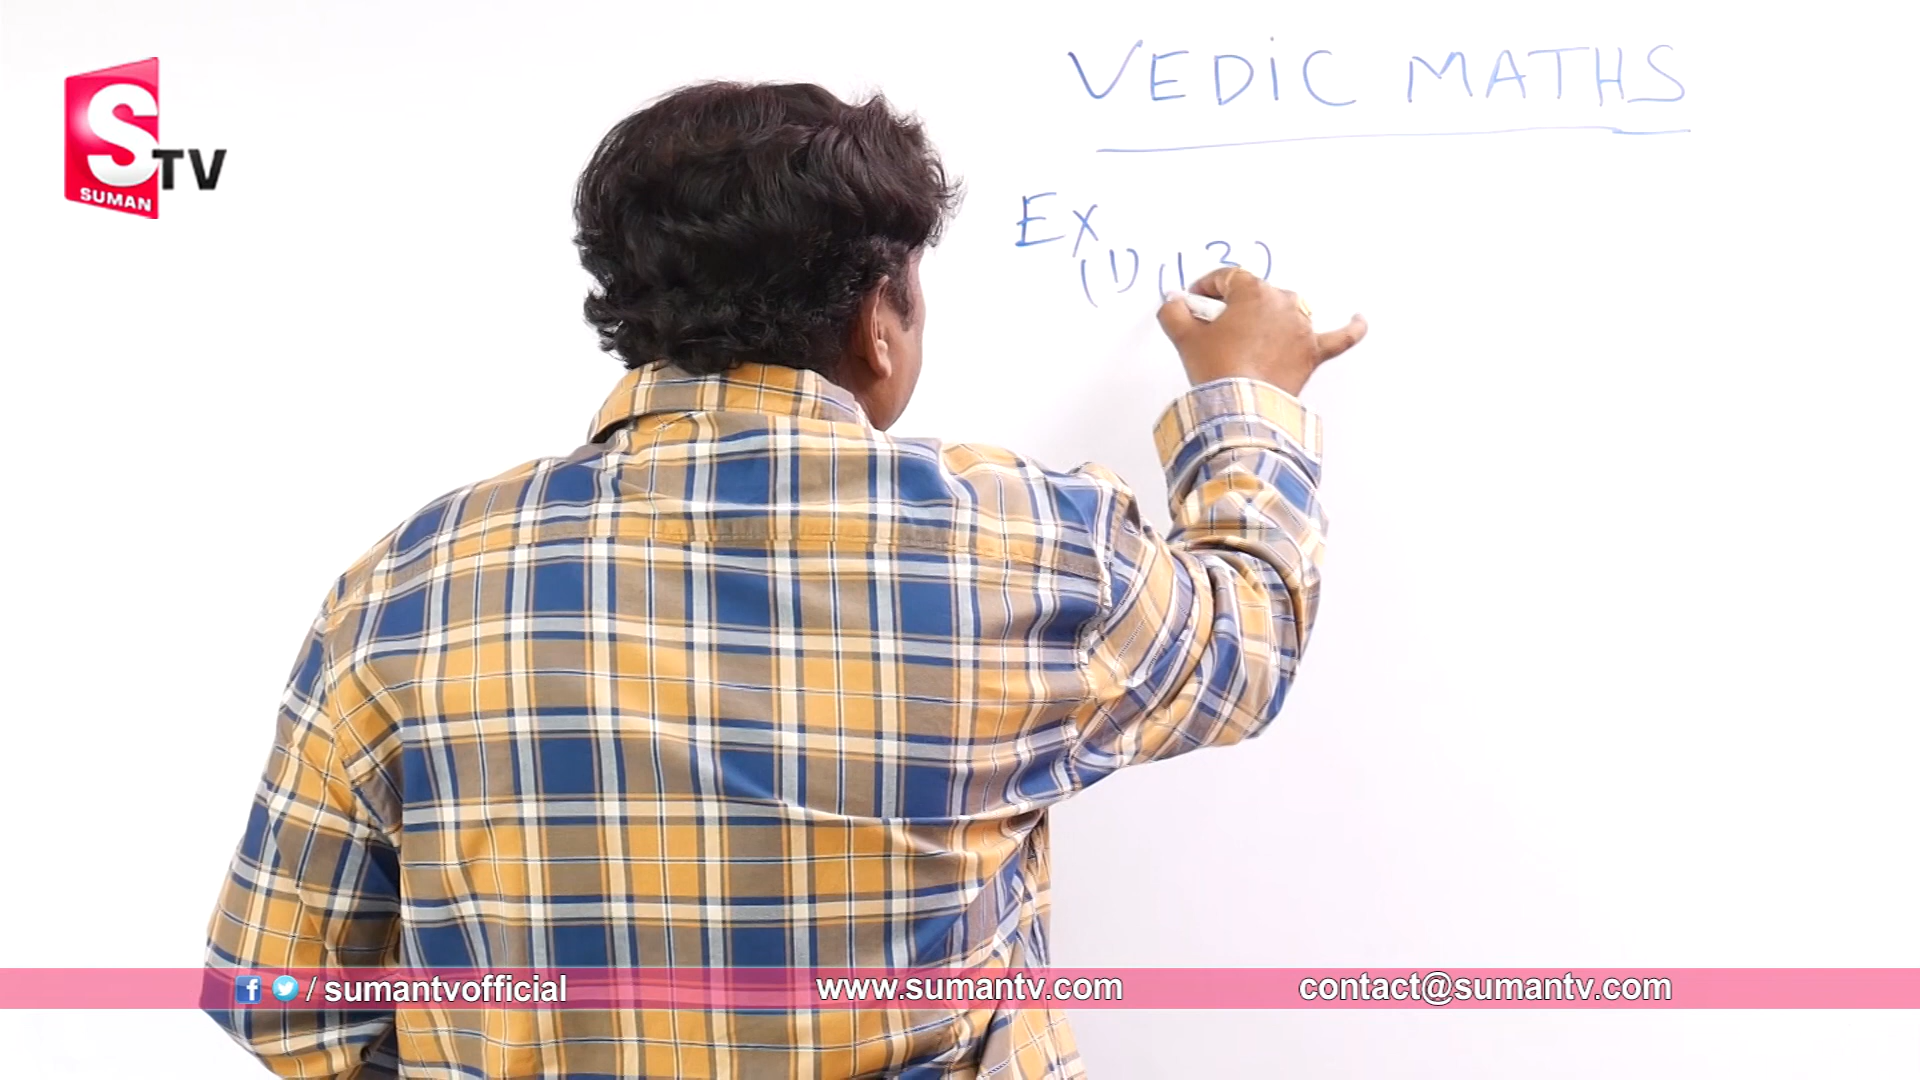 VEDIC MATHS
S TV
SUMAN
Ex
(1) (13)
/ sumantvofficial
www.sumantv.com
contact@sumantv.com